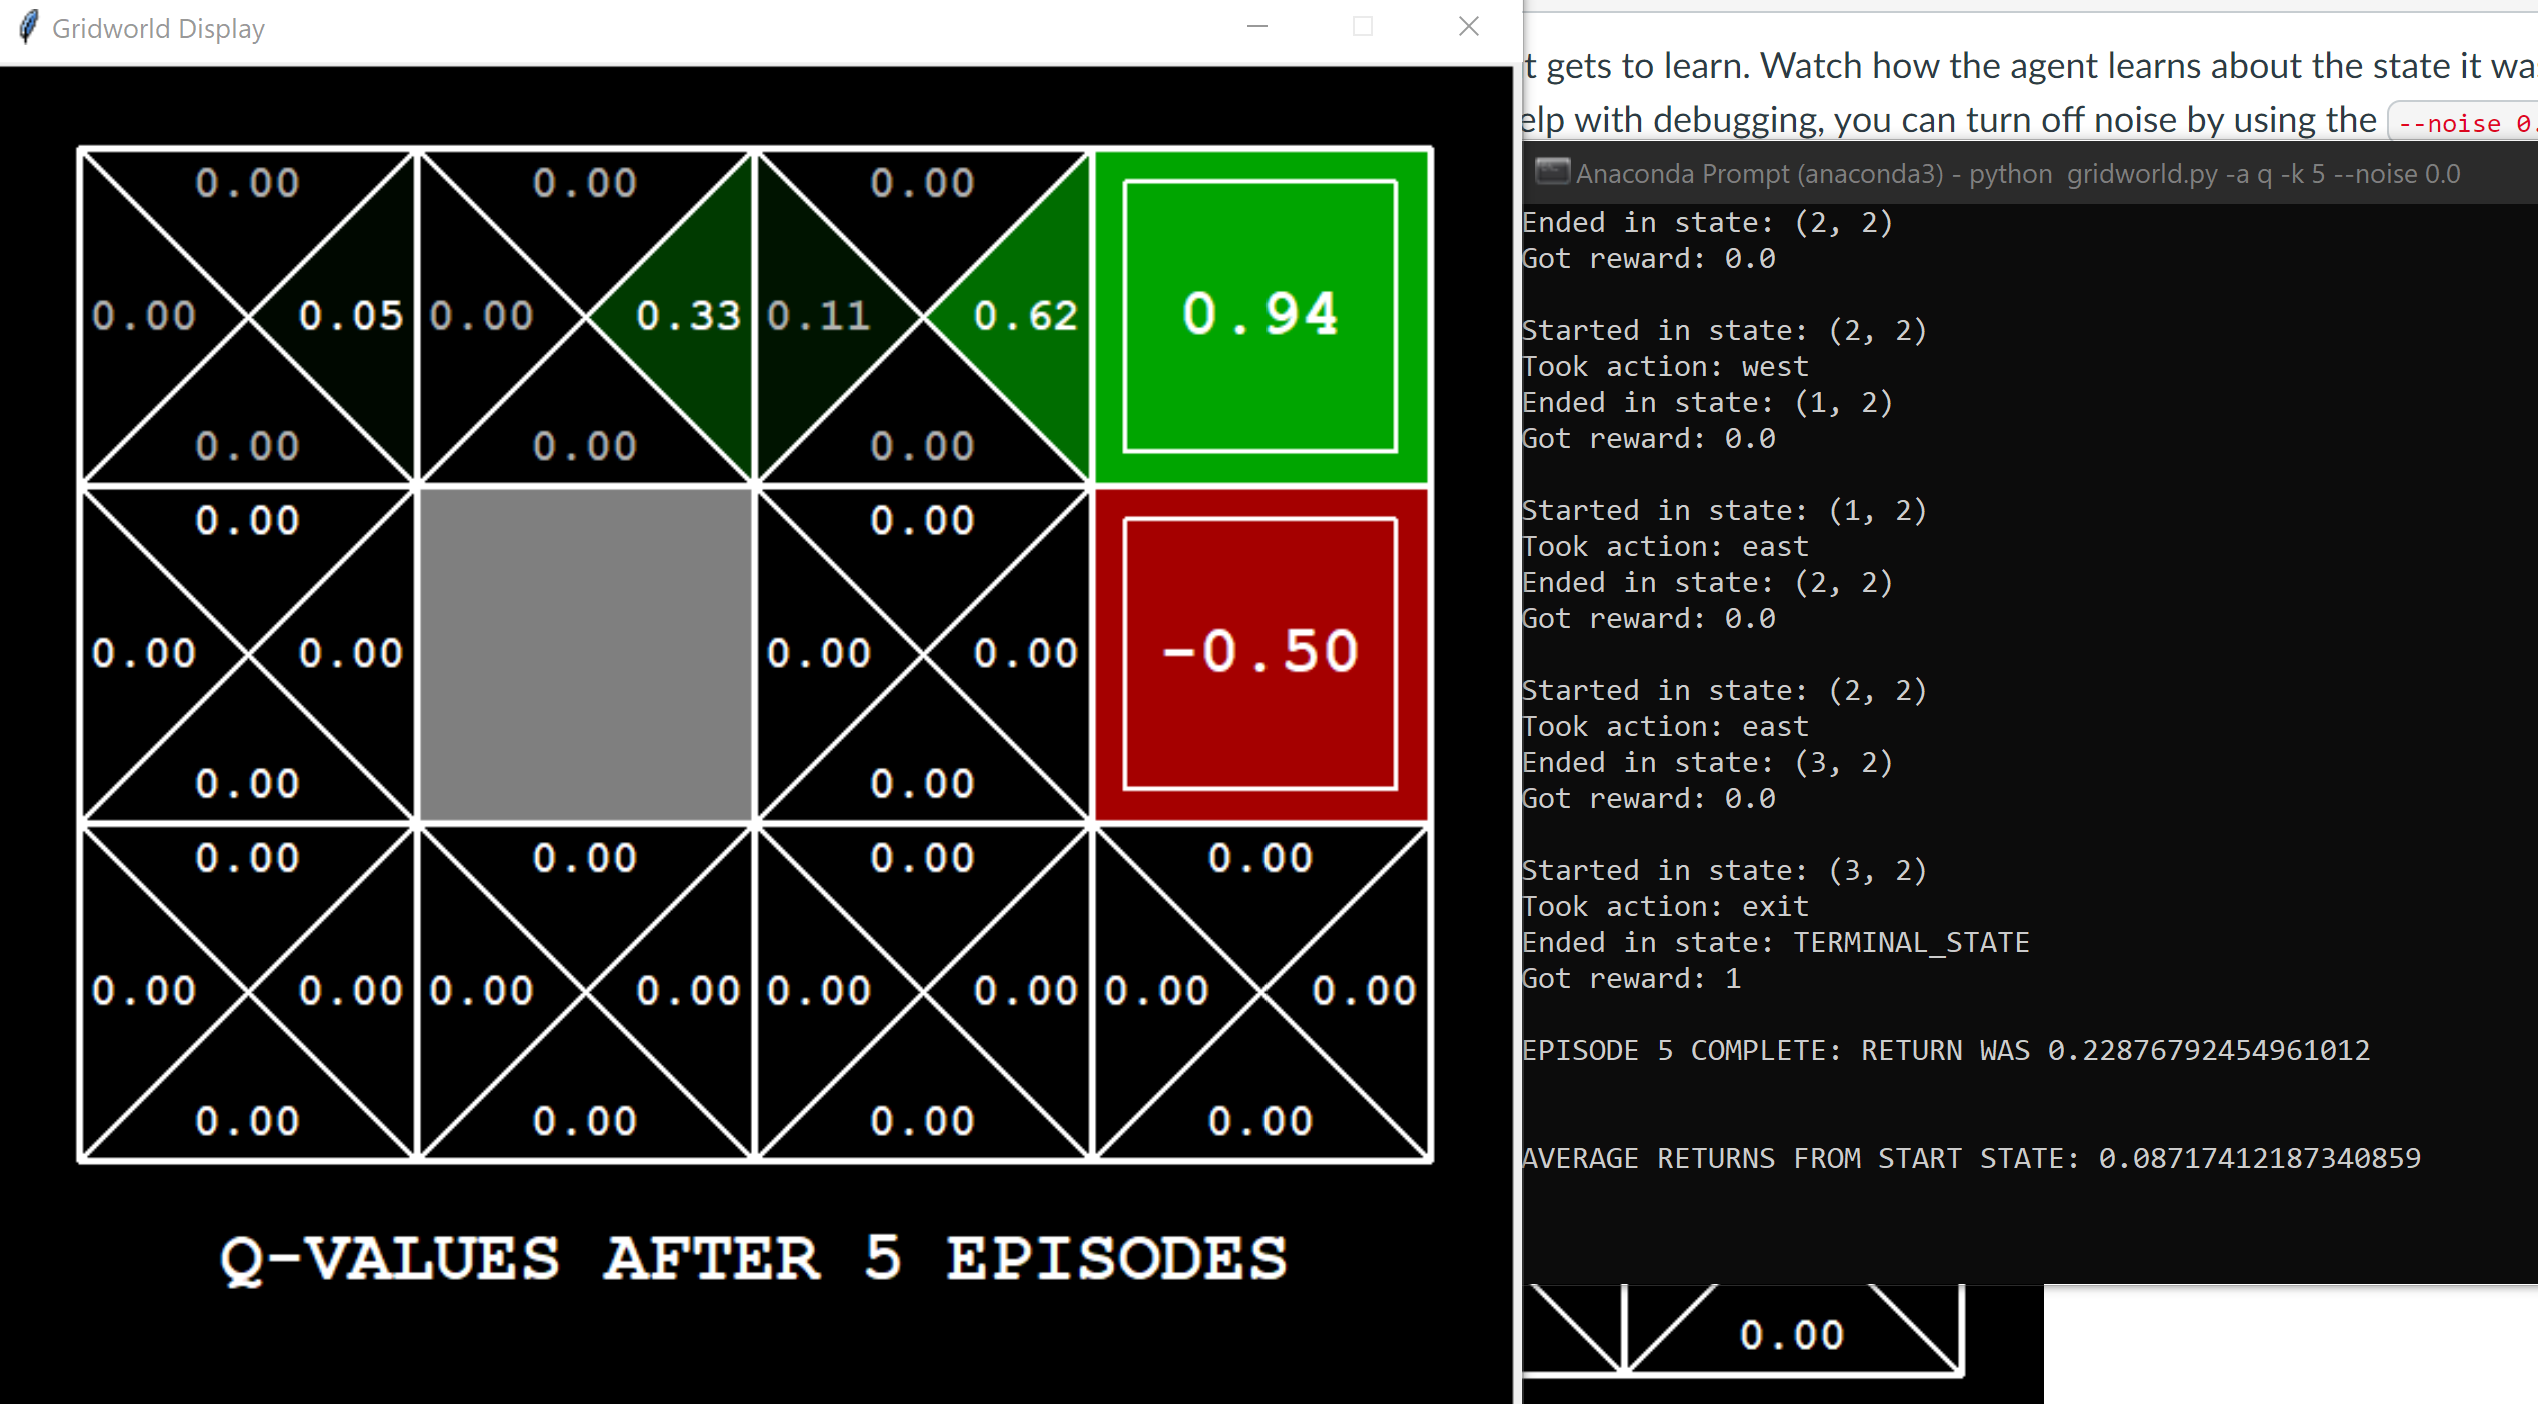 Gridworld Display
0.00 0.00 0.00
0.00 0.05 0.00 0.33 0.11 0.62 0.94
0.00 0.00 0.00
0.00 0.00
0.00 0.00 0.00 0.00 -0.50
0.00 0.00
0.00 0.00 0.00 0.00
0.00 0.00 0.00 0.00 0.00 0.00 0.00 0.00
0.00 0.00 0.00 0.00
Q-VALUES AFTER 5 EPISODES
t gets to learn. Watch how the agent learns about the state it was
elp with debugging, you can turn off noise by using the --noise 0.
Anaconda Prompt (anaconda3) - python gridworld.py -a q -k 5 --noise 0.0
Ended in state: (2, 2)
Got reward: 0.0
Started in state: (2, 2)
Took action: west
Ended in state: (1, 2)
Got reward: 0.0
Started in state: (1, 2)
Took action: east
Ended in state: (2, 2)
Got reward: 0.0
Started in state: (2, 2)
Took action: east
Ended in state: (3, 2)
Got reward: 0.0
Started in state: (3, 2)
Took action: exit
Ended in state: TERMINAL_STATE
Got reward: 1
EPISODE 5 COMPLETE: RETURN WAS 0.22876792454961012
AVERAGE RETURNS FROM START STATE: 0.08717412187340859
0.00